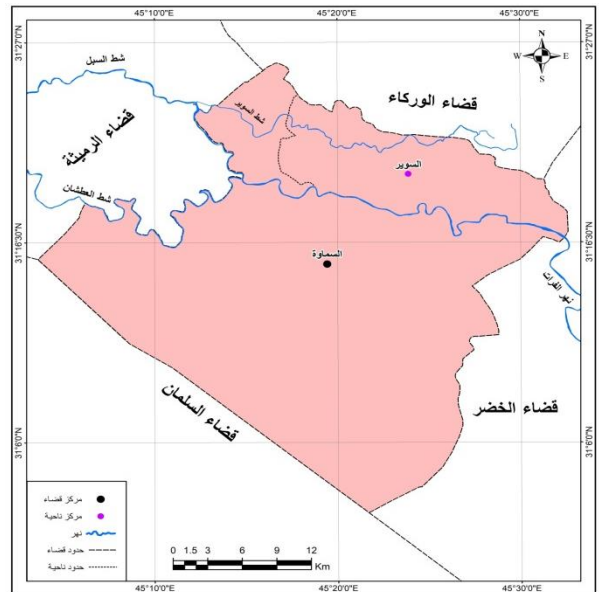 45°10'0"E
45°20'0"E
45°30'0"E
31°27'0"N
31°27'0"N
N
W
E
S
شط السبل
قضاء الوركاء
شط السوير
قضاء الرميثة
السوير
شط العطشان
31°16'30"N
31°16'30"N
السماوة
نهر الفرات
قضاء السلمان
قضاء الخضر
31°6'0"N
31°6'0"N
مركز قضاء
مركز ناحية
نهر
حدود قضاء
حدود ناحية
0 1.5 3 6 9 12
Km
45°10'0"E
45°20'0"E
45°30'0"E